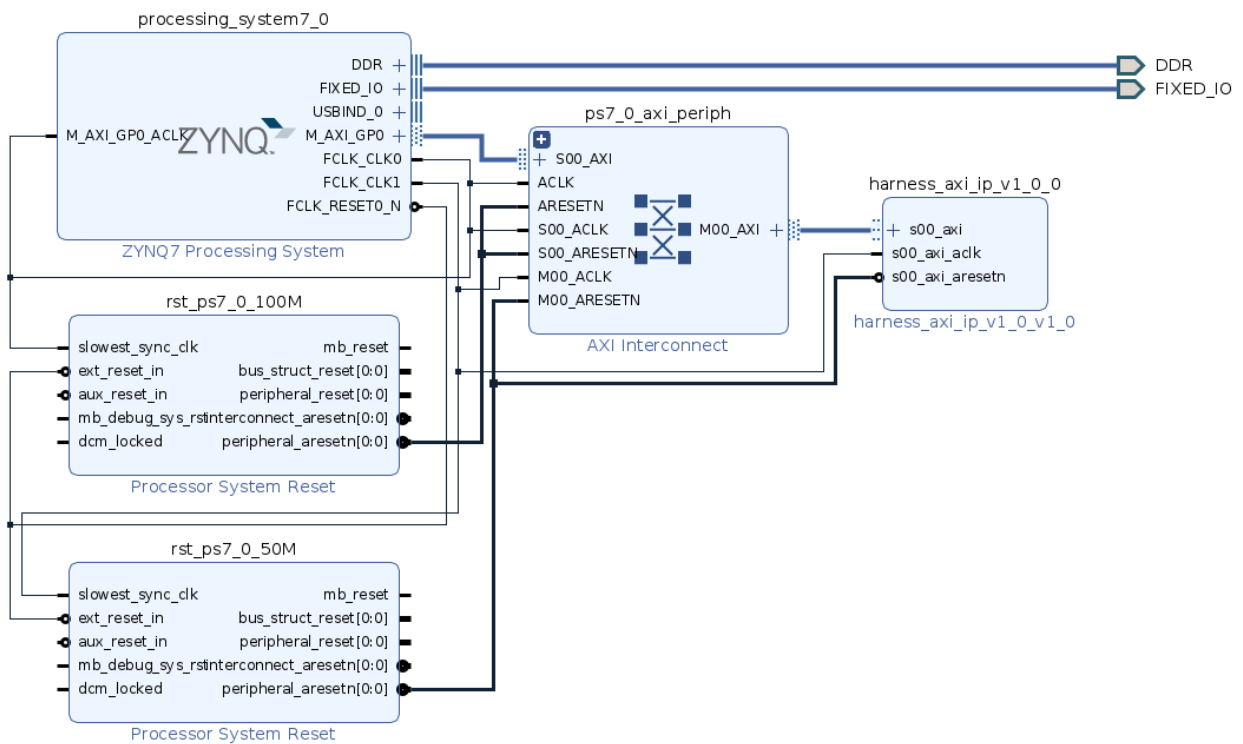 processing_system7_0
DDR
FIXED_IO
USBIND_0
M_AXI_GP0_ACLK
ZYNQ
M_AXI_GP0
FCLK_CLK0
FCLK_CLK1
FCLK_RESET0_N
ZYNQ7 Processing System
DDR
FIXED_IO
ps7_0_axi_periph
S00_AXI
ACLK
ARESETN
S00_ACLK
M00_AXI
S00_ARESETN
M00_ACLK
M00_ARESETN
AXI Interconnect
harness_axi_ip_v1_0_0
s00_axi
s00_axi_aclk
s00_axi_aresetn
harness_axi_ip_v1_0_v1_0
rst_ps7_0_100M
slowest_sync_clk mb_reset
ext_reset_in bus_struct_reset[0:0]
aux_reset_in peripheral_reset[0:0]
mb_debug_sys_rst interconnect_aresetn[0:0]
dcm_locked peripheral_aresetn[0:0]
Processor System Reset
rst_ps7_0_50M
slowest_sync_clk mb_reset
ext_reset_in bus_struct_reset[0:0]
aux_reset_in peripheral_reset[0:0]
mb_debug_sys_rst interconnect_aresetn[0:0]
dcm_locked peripheral_aresetn[0:0]
Processor System Reset